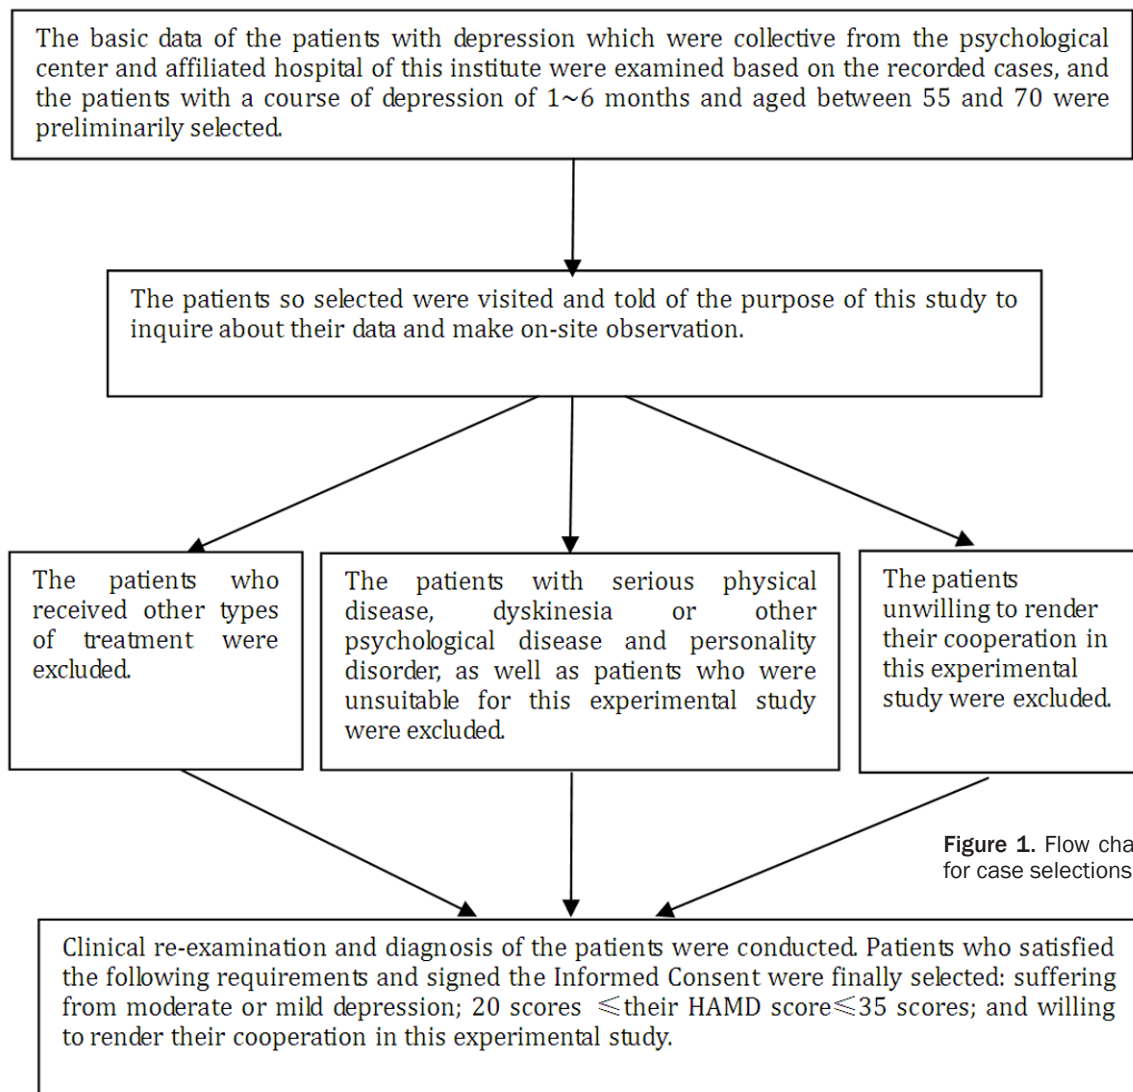 The basic data of the patients with depression which were collective from the psychological
center and affiliated hospital of this institute were examined based on the recorded cases, and
the patients with a course of depression of 1~6 months and aged between 55 and 70 were
preliminarily selected.
The patients so selected were visited and told of the purpose of this study to
inquire about their data and make on-site observation.
The patients who
received other types
of treatment were
excluded.
The patients with serious physical
disease, dyskinesia or other
psychological disease and personality
disorder, as well as patients who were
unsuitable for this experimental study
were excluded.
The patients
unwilling to render
their cooperation in
this experimental
study were excluded.
Figure 1. Flow cha
for case selections
Clinical re-examination and diagnosis of the patients were conducted. Patients who satisfied
the following requirements and signed the Informed Consent were finally selected: suffering
from moderate or mild depression; 20 scores ≤their HAMD score≤35 scores; and willing
to render their cooperation in this experimental study.